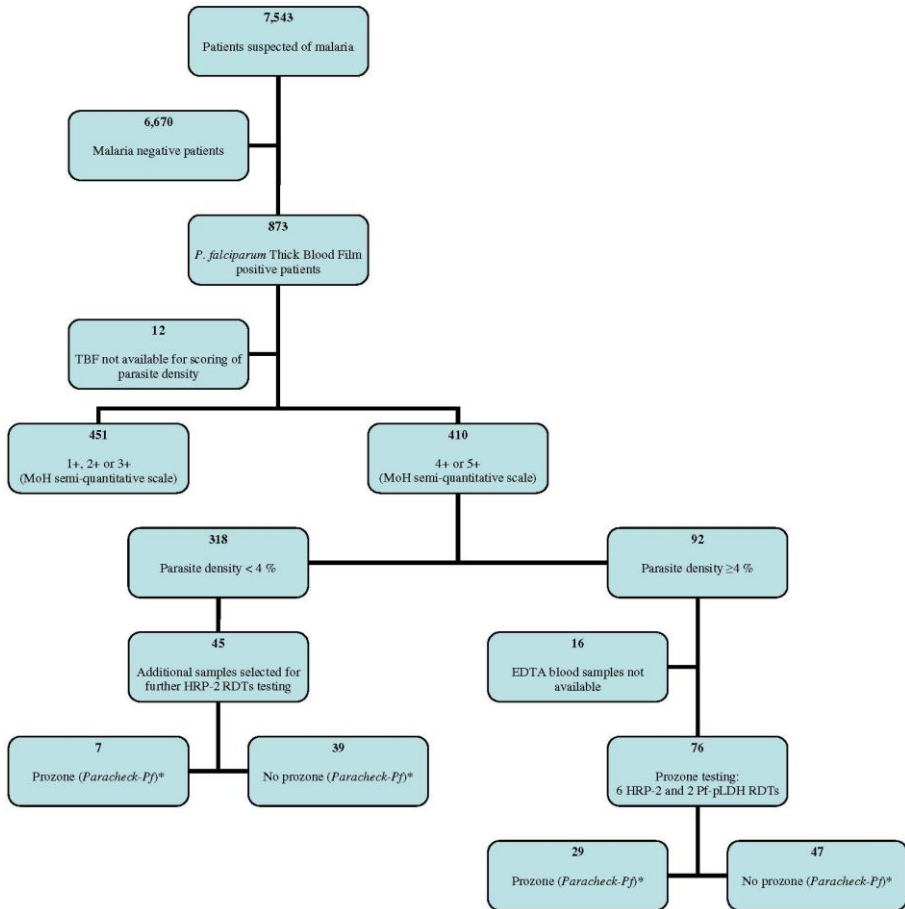 7,543
Patients suspected of malaria
6,670
Malaria negative patients
873
P. falciparum Thick Blood Film
positive patients
12
TBF not available for scoring of
parasite density
451
1+, 2+ or 3+
(MoH semi-quantitative scale)
410
4+ or 5+
(MoH semi-quantitative scale)
318
Parasite density < 4 %
92
Parasite density ≥4 %
45
Additional samples selected for
further HRP-2 RDTs testing
16
EDTA blood samples not
available
7
Prozone (Paracheck-Pf)*
39
No prozone (Paracheck-Pf)*
76
Prozone testing:
6 HRP-2 and 2 Pf-pLDH RDTs
29
Prozone (Paracheck-Pf)*
47
No prozone (Paracheck-Pf)*